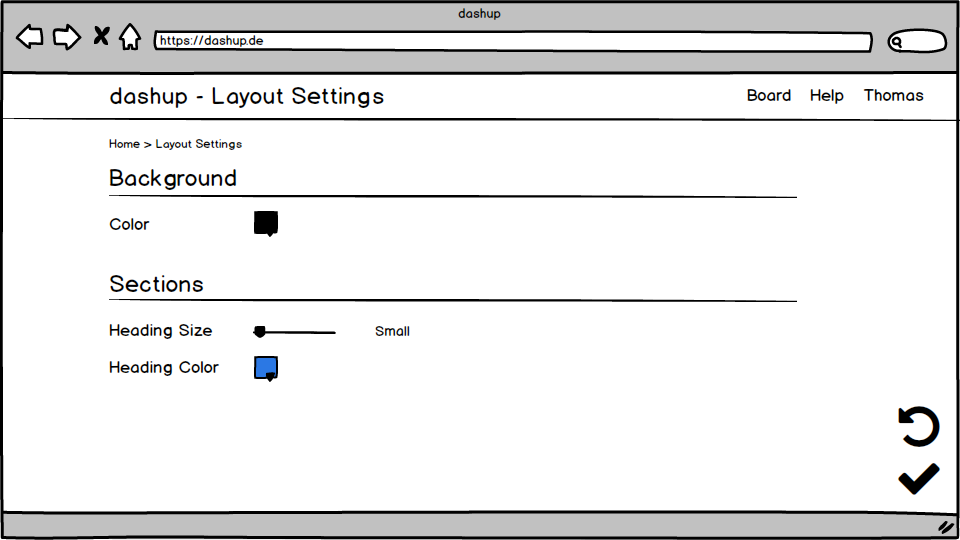 dashup
https://dashup.de
dashup - Layout Settings
Board Help Thomas
Home > Layout Settings
Background
Color
Sections
Heading Size
Small
Heading Color